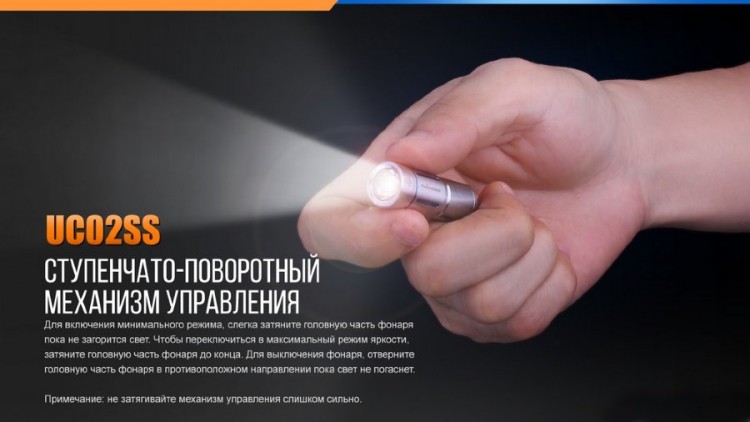 UC02SS
СТУПЕНЧАТО-ПОВОРОТНЫЙ
МЕХАНИЗМ УПРАВЛЕНИЯ
Для включения минимального режима, слегка затяните головную часть фонаря
пока не загорится свет. Чтобы переключиться в максимальный режим яркости,
затяните головную часть фонаря до конца. Для выключения фонаря, отверните
головную часть фонаря в противоположном направлении пока свет не погаснет.
Примечание: не затягивайте механизм управления слишком сильно.